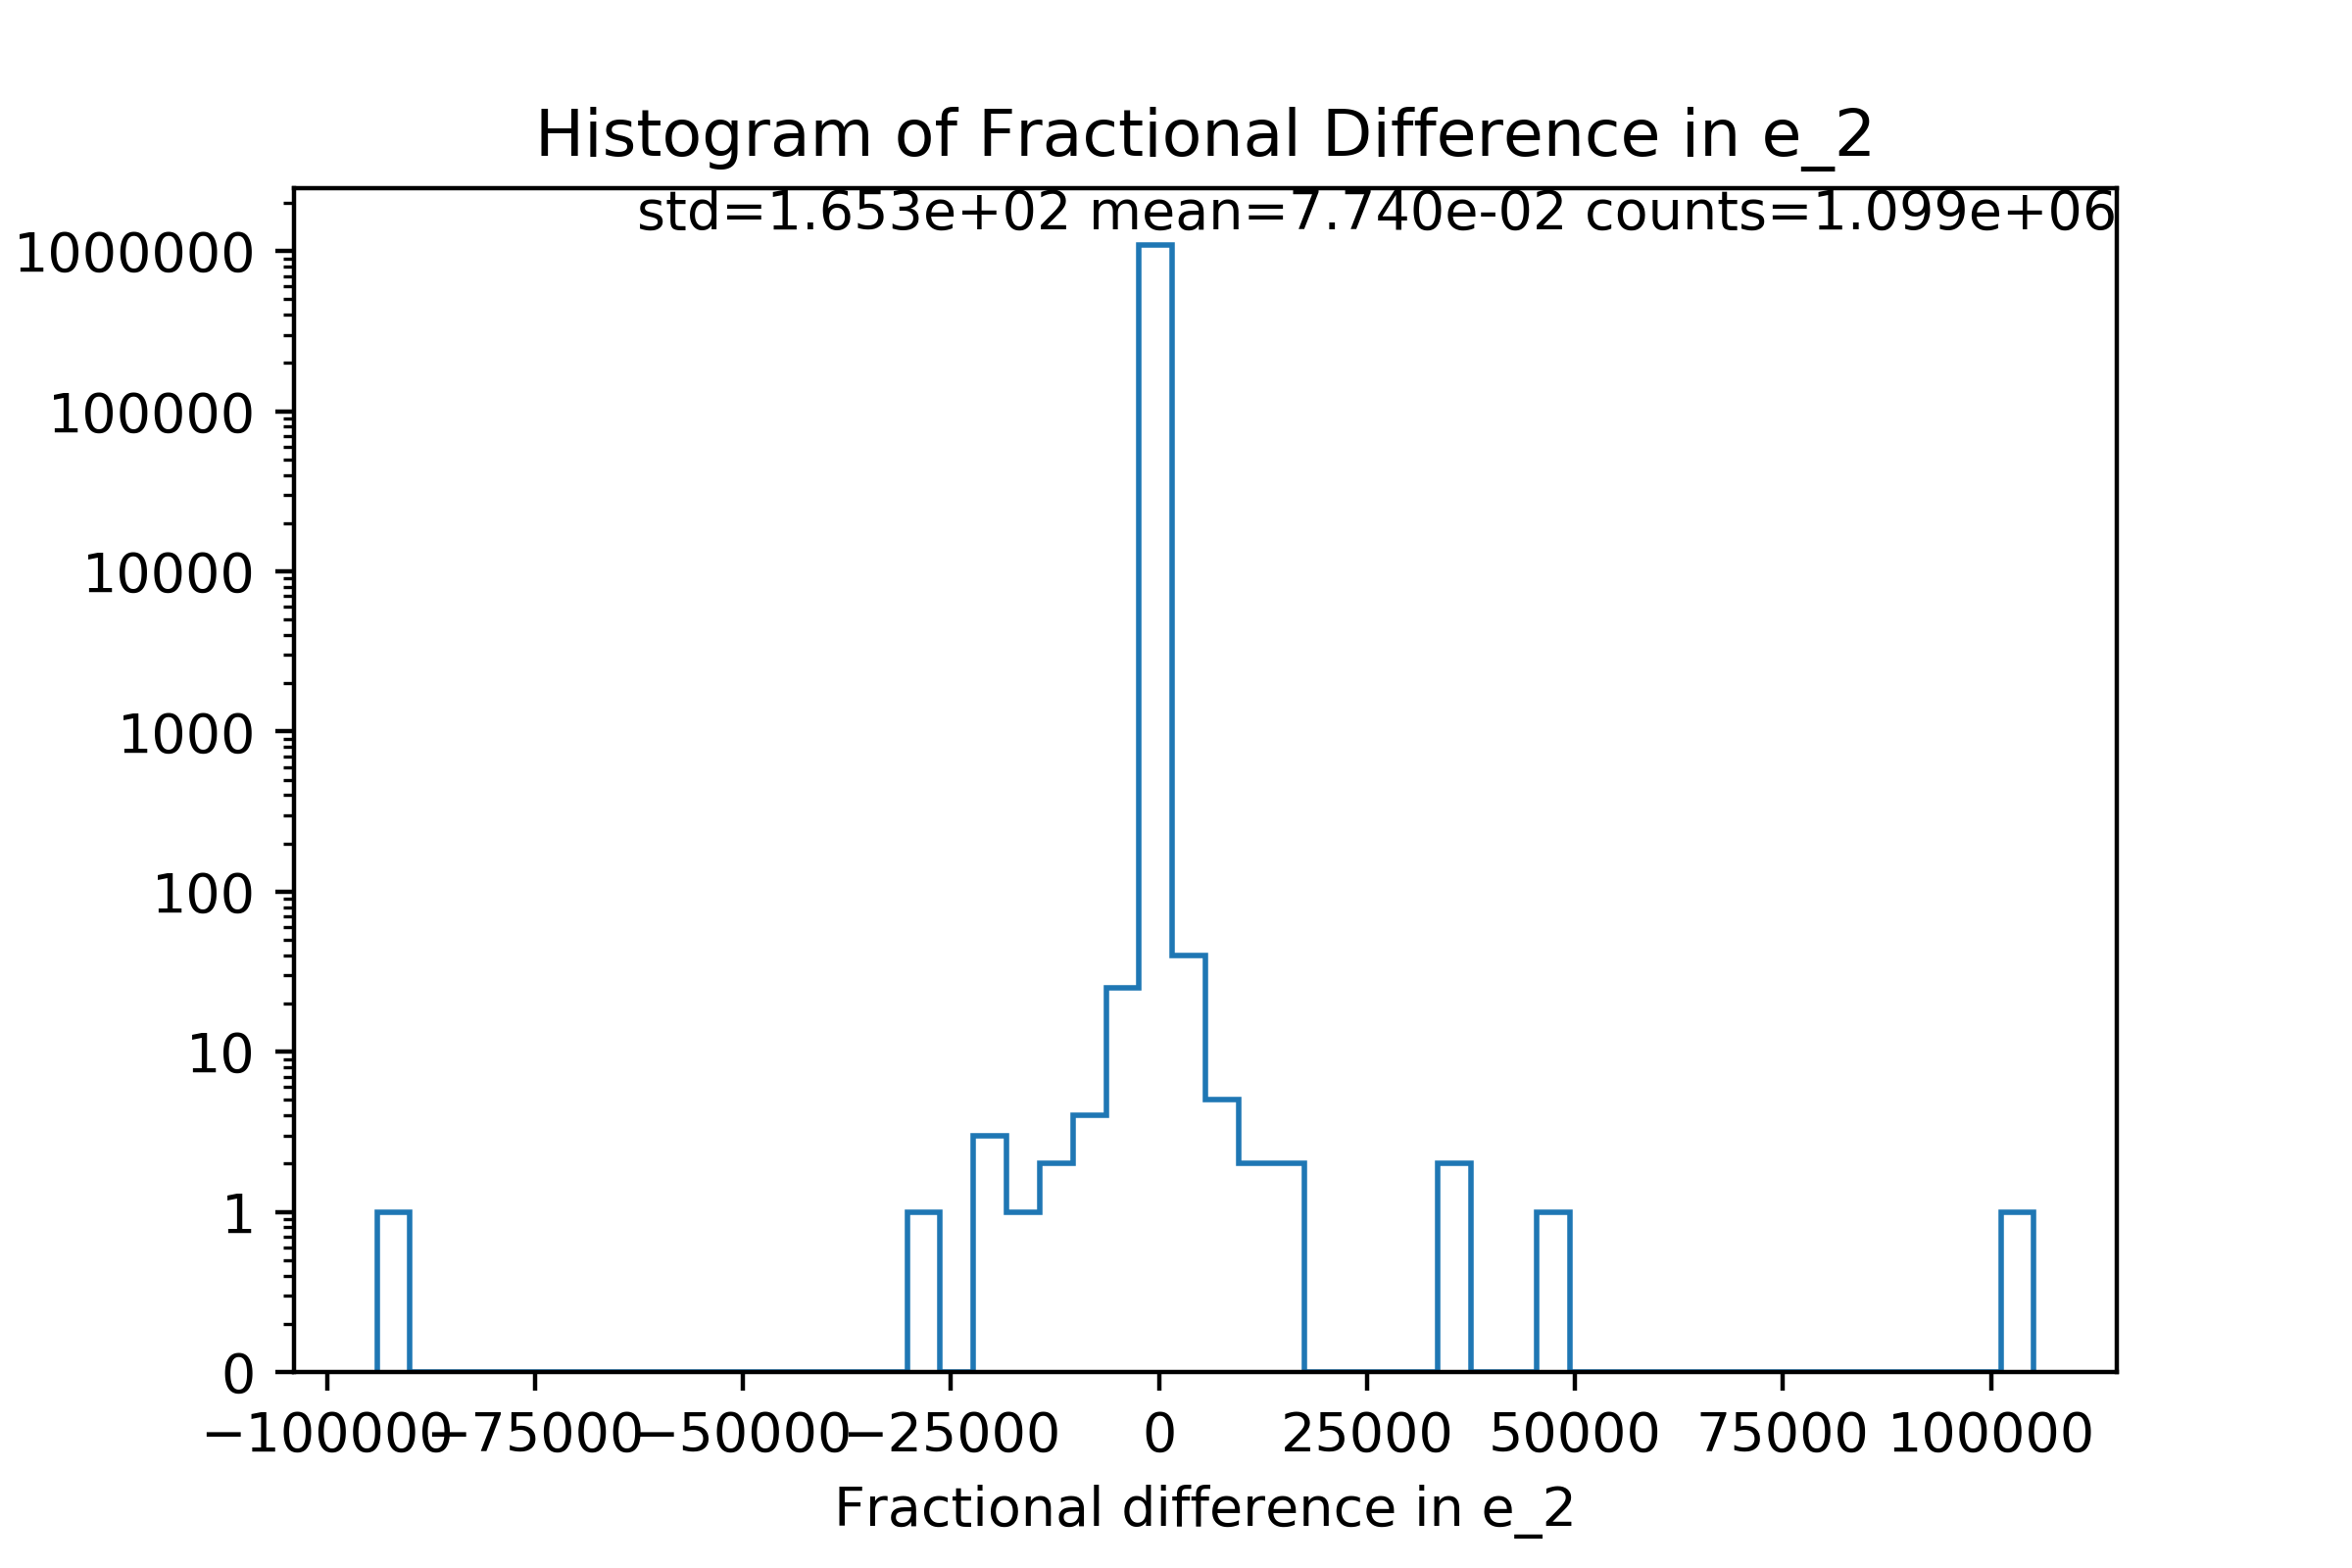 Histogram of Fractional Difference in e_2
std=1.653e+02 mean=7.740e-02 counts=1.099e+06
1000000
100000
10000
1000
100
10
1
0
−100000 −75000 −50000 −25000 0 25000 50000 75000 100000
Fractional difference in e_2